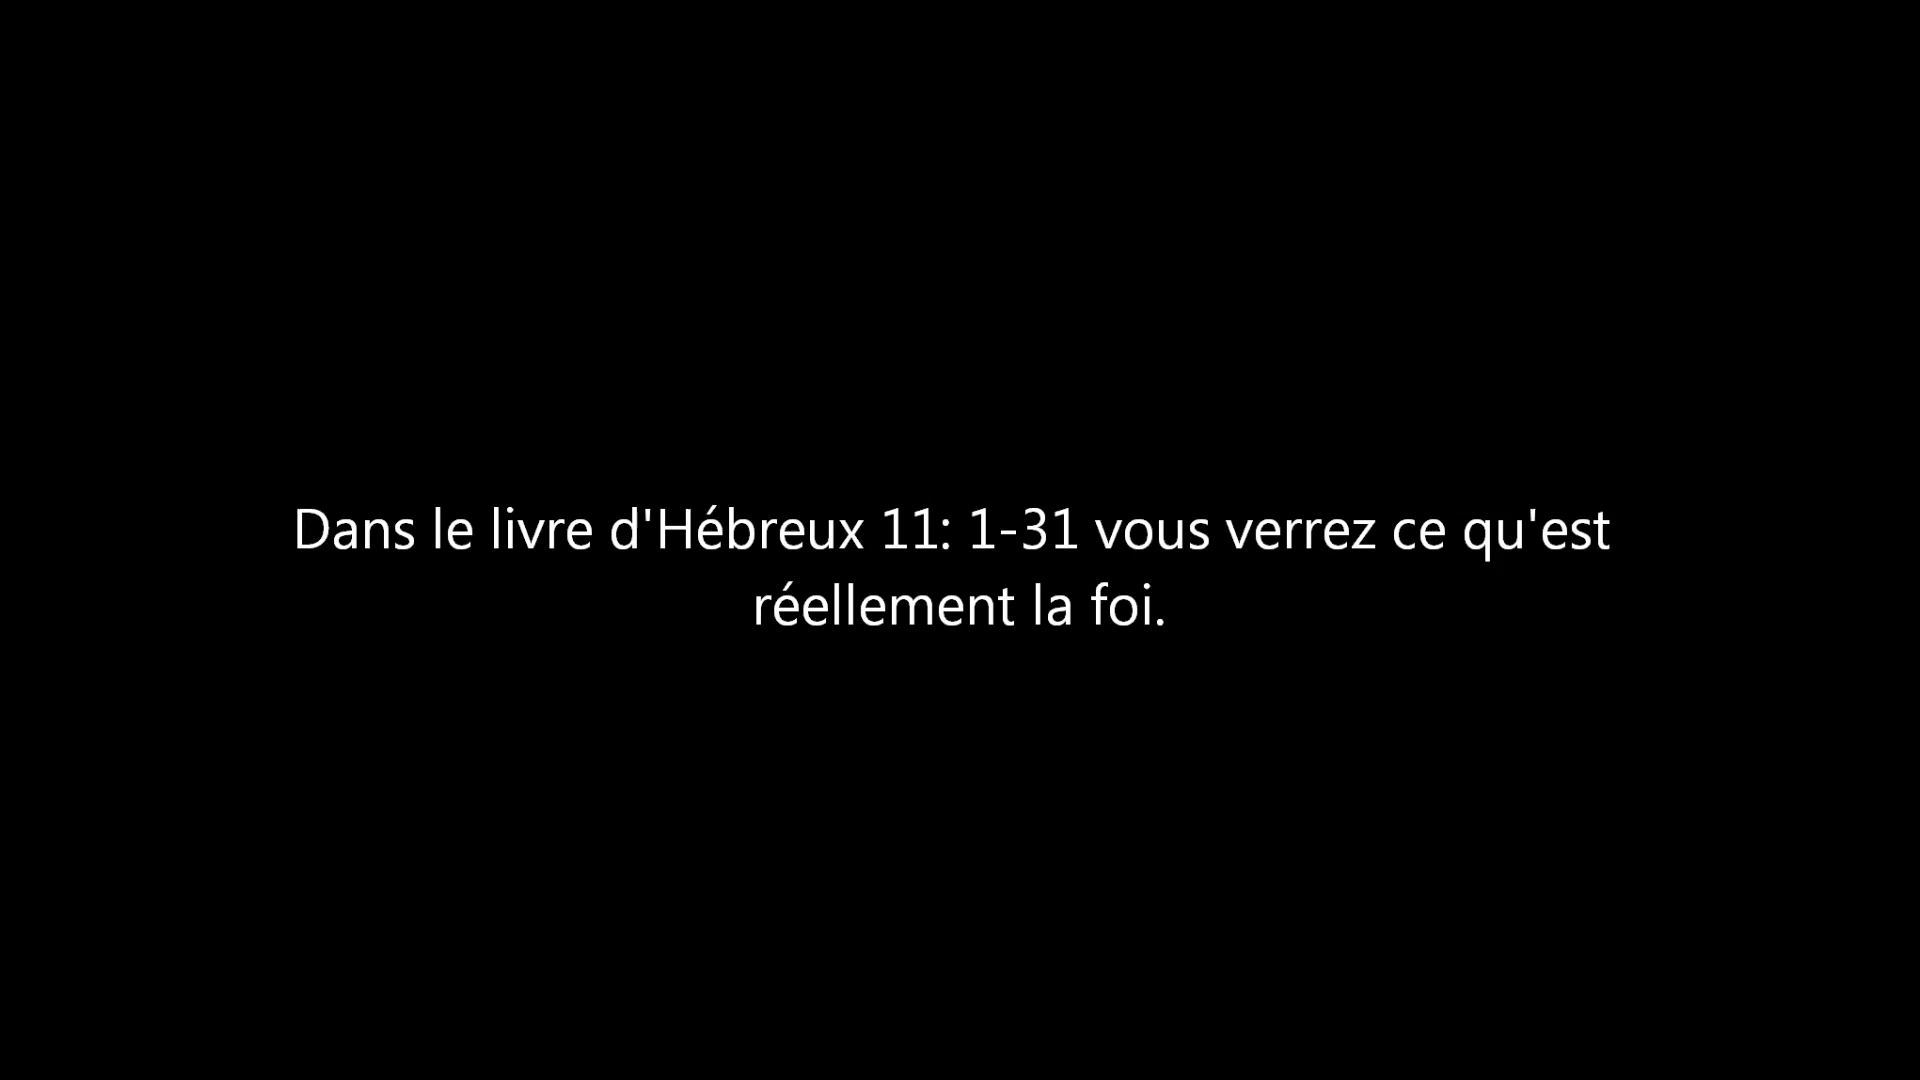 Dans le livre d'Hébreux 11: 1-31 vous verrez ce qu'est
réellement la foi.